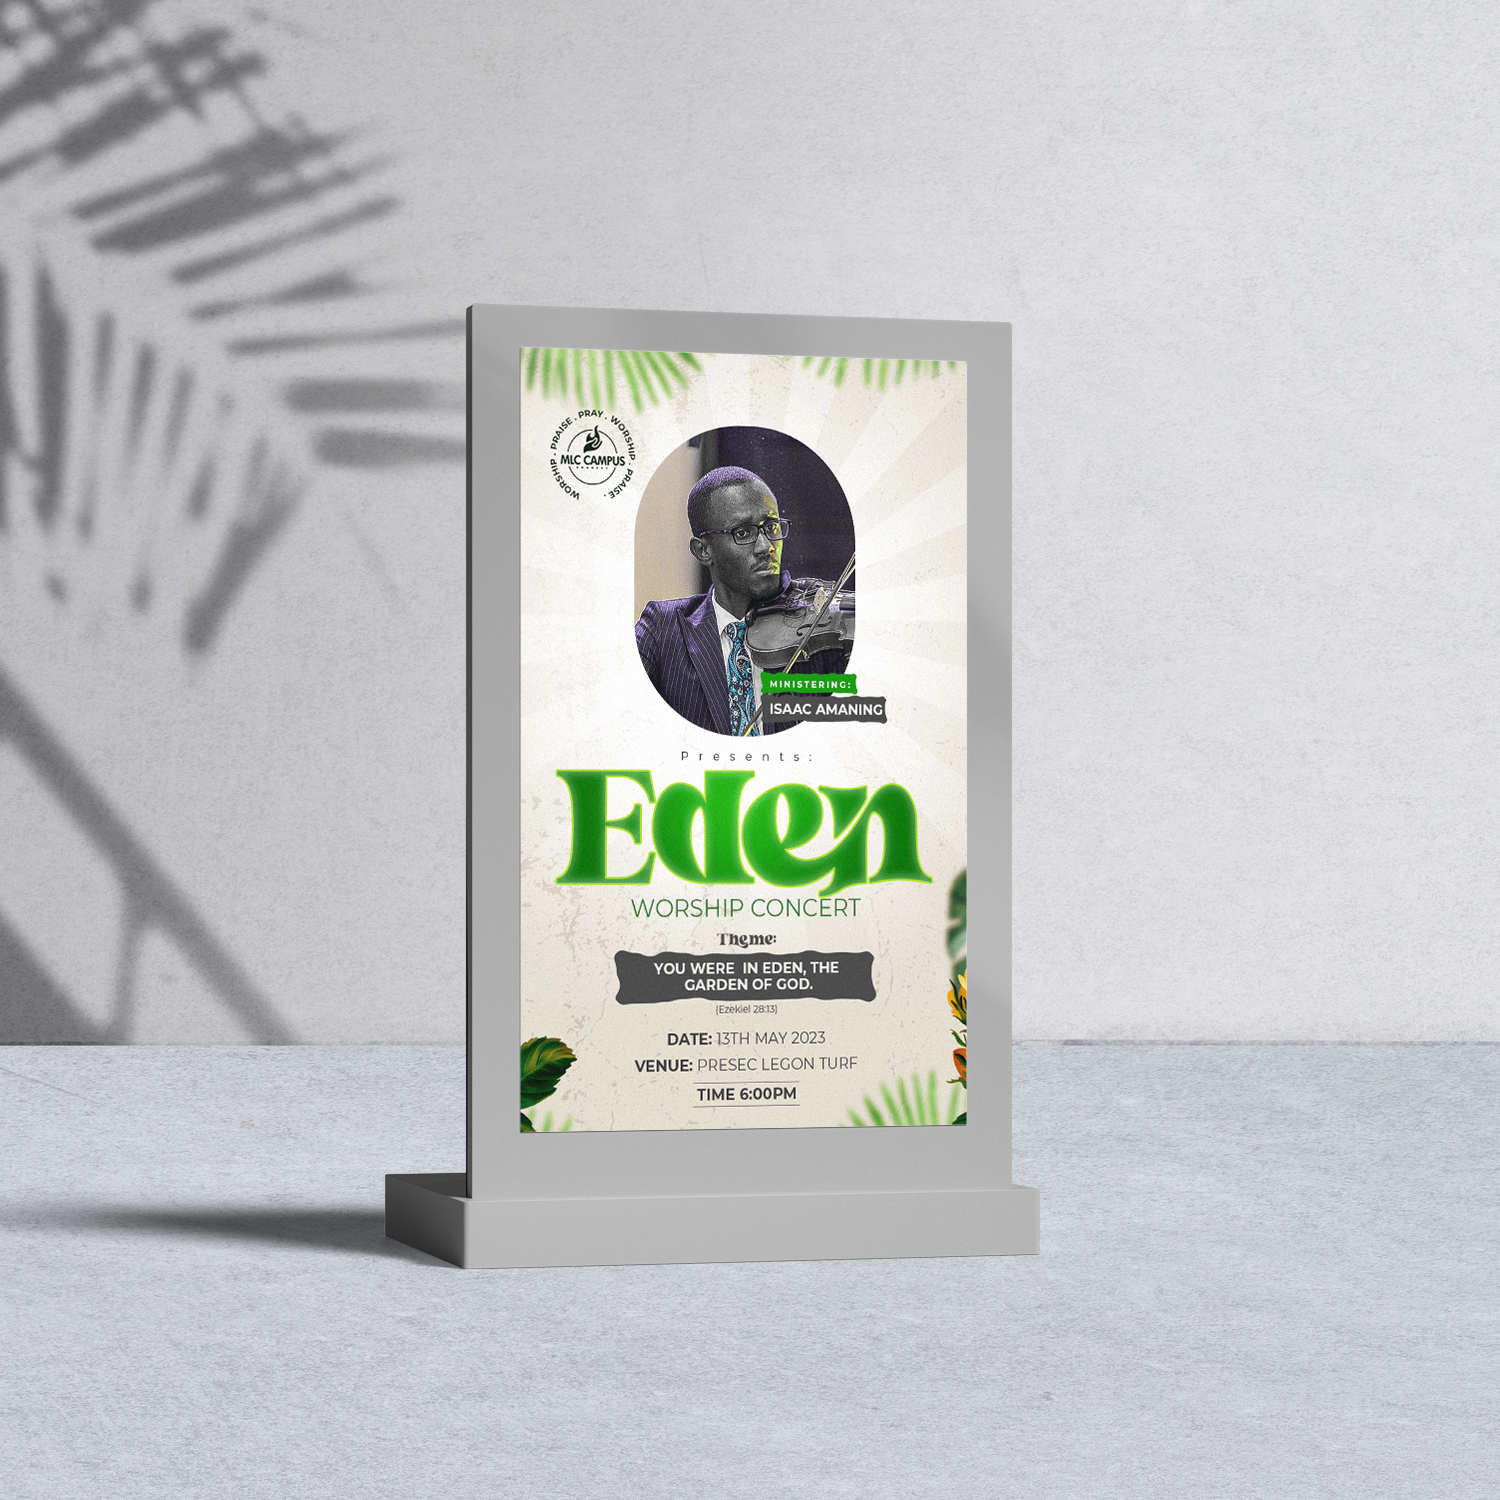 WORSHIP . PRAISE . PRAY . WORSHIP . PRAISE .
MLC CAMPUS
MINISTERING:
ISAAC AMANING
Presents:
Eden
WORSHIP CONCERT
Theme:
YOU WERE  IN EDEN, THE
GARDEN OF GOD.
(Ezekiel 28:13)
DATE: 13TH MAY 2023
VENUE: PRESEC LEGON TURF
TIME 6:00PM